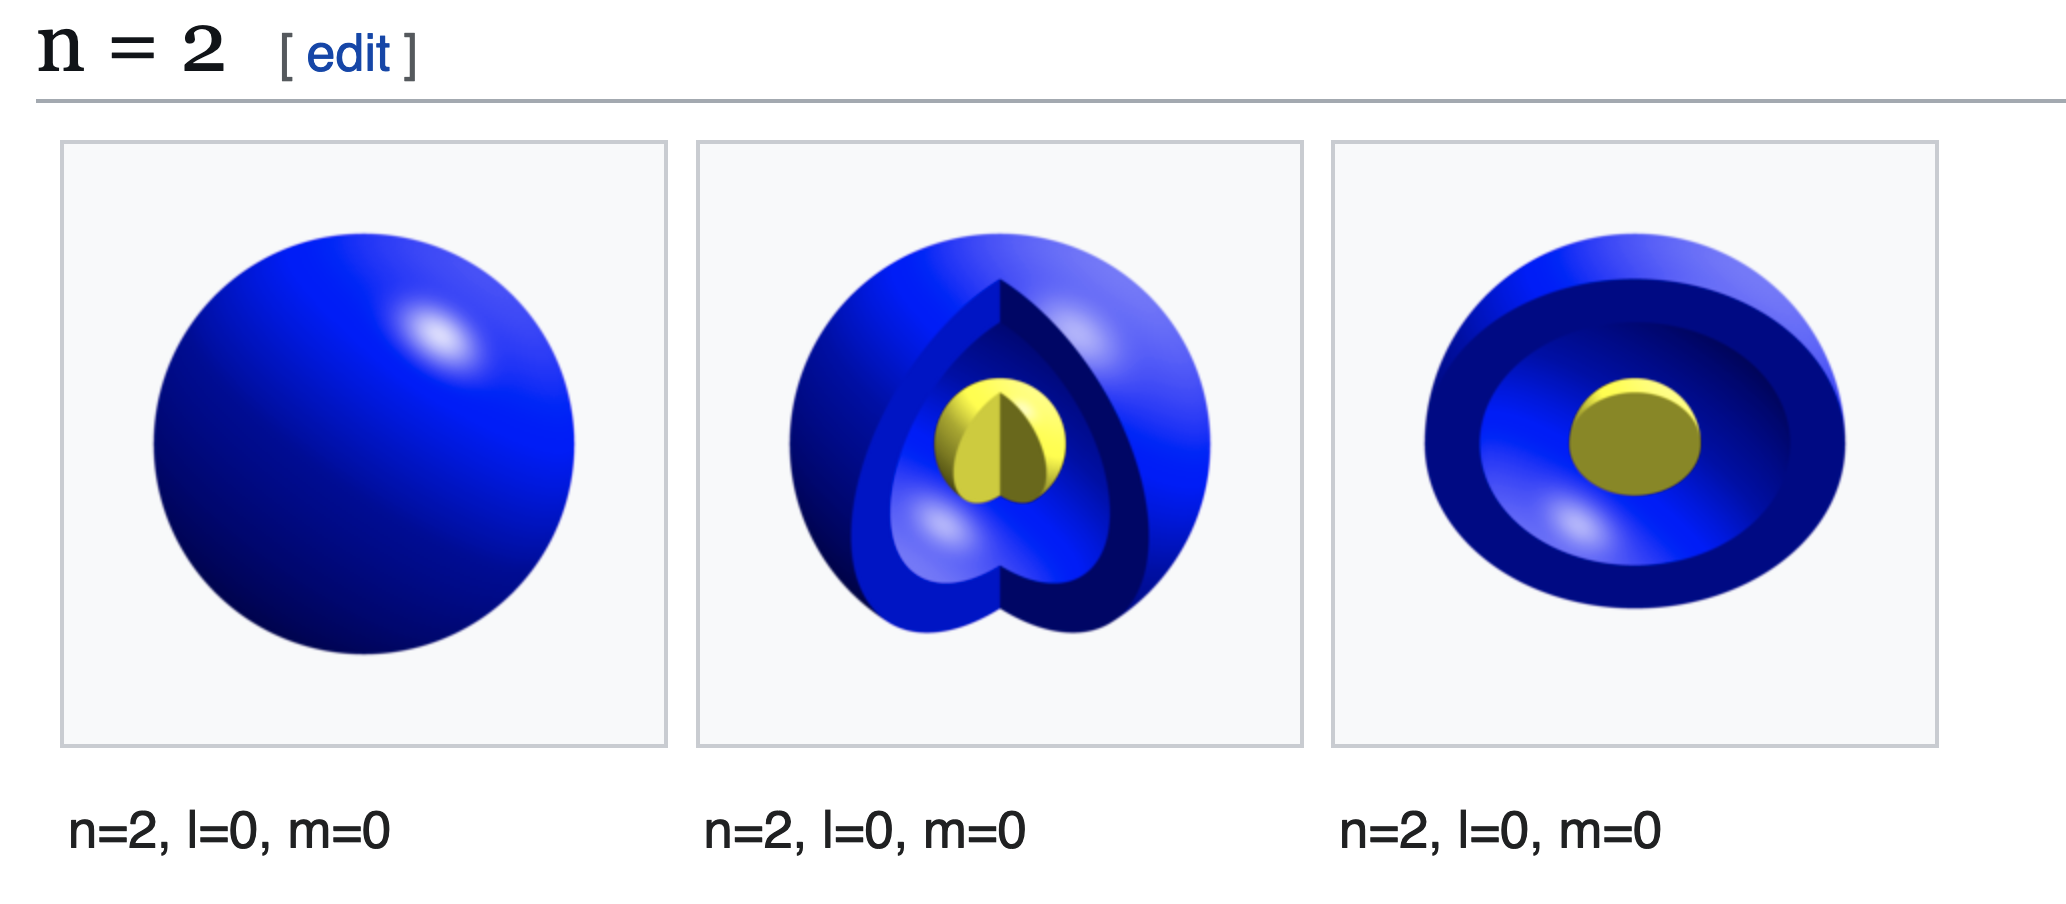 n = 2 [ edit ]
n=2, l=0, m=0
n=2, l=0, m=0
n=2, l=0, m=0